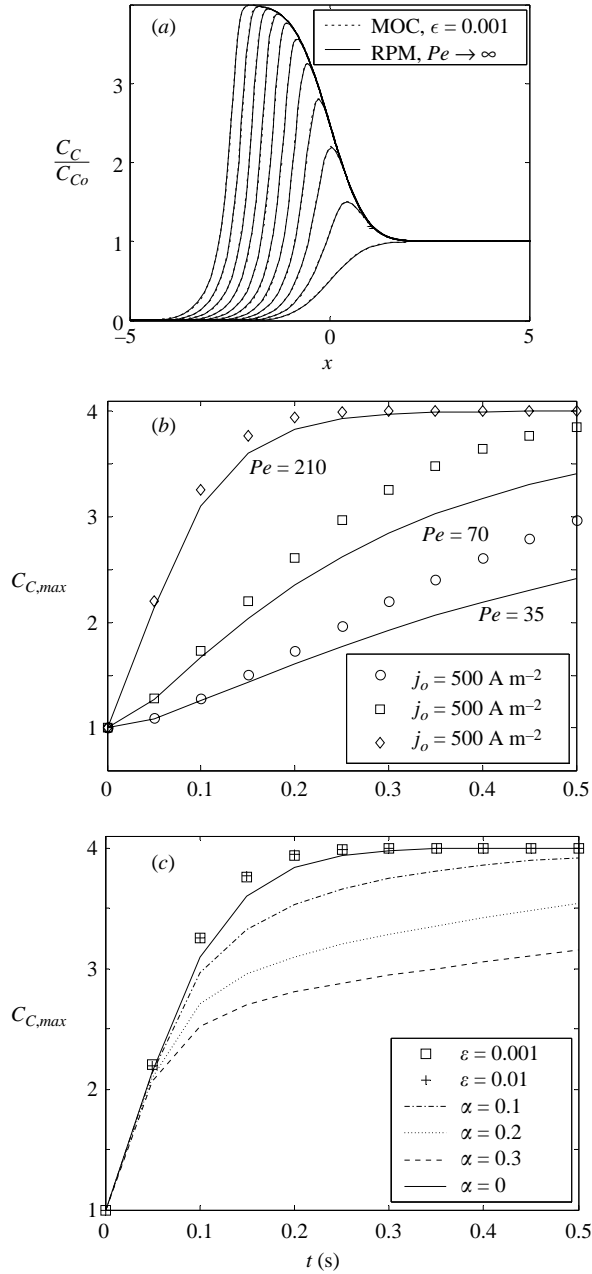 (a)
MOC, ϵ = 0.001
RPM, Pe → ∞
3
C_C
C_Co
2
1
0
−5 0 5
x
4
(b)
Pe = 210
3
Pe = 70
C_C,max
2
Pe = 35
j_o = 500 A m⁻²
j_o = 500 A m⁻²
j_o = 500 A m⁻²
1
0 0.1 0.2 0.3 0.4 0.5
4
(c)
3
C_C,max
2
ε = 0.001
ε = 0.01
α = 0.1
α = 0.2
α = 0.3
α = 0
1
0 0.1 0.2 0.3 0.4 0.5
t (s)